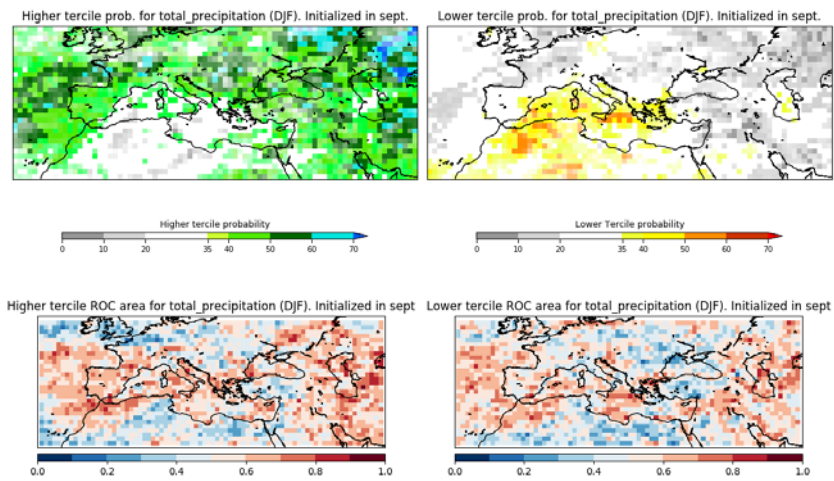 Higher tercile prob. for total_precipitation (DJF). Initialized in sept.
Lower tercile prob. for total_precipitation (DJF). Initialized in sept.
Higher tercile probability
0 10 20 35 40 50 60 70
Lower Tercile probability
0 10 20 35 40 50 60 70
Higher tercile ROC area for total_precipitation (DJF). Initialized in sept
Lower tercile ROC area for total_precipitation (DJF). Initialized in sept
0.0 0.2 0.4 0.6 0.8 1.0
0.0 0.2 0.4 0.6 0.8 1.0